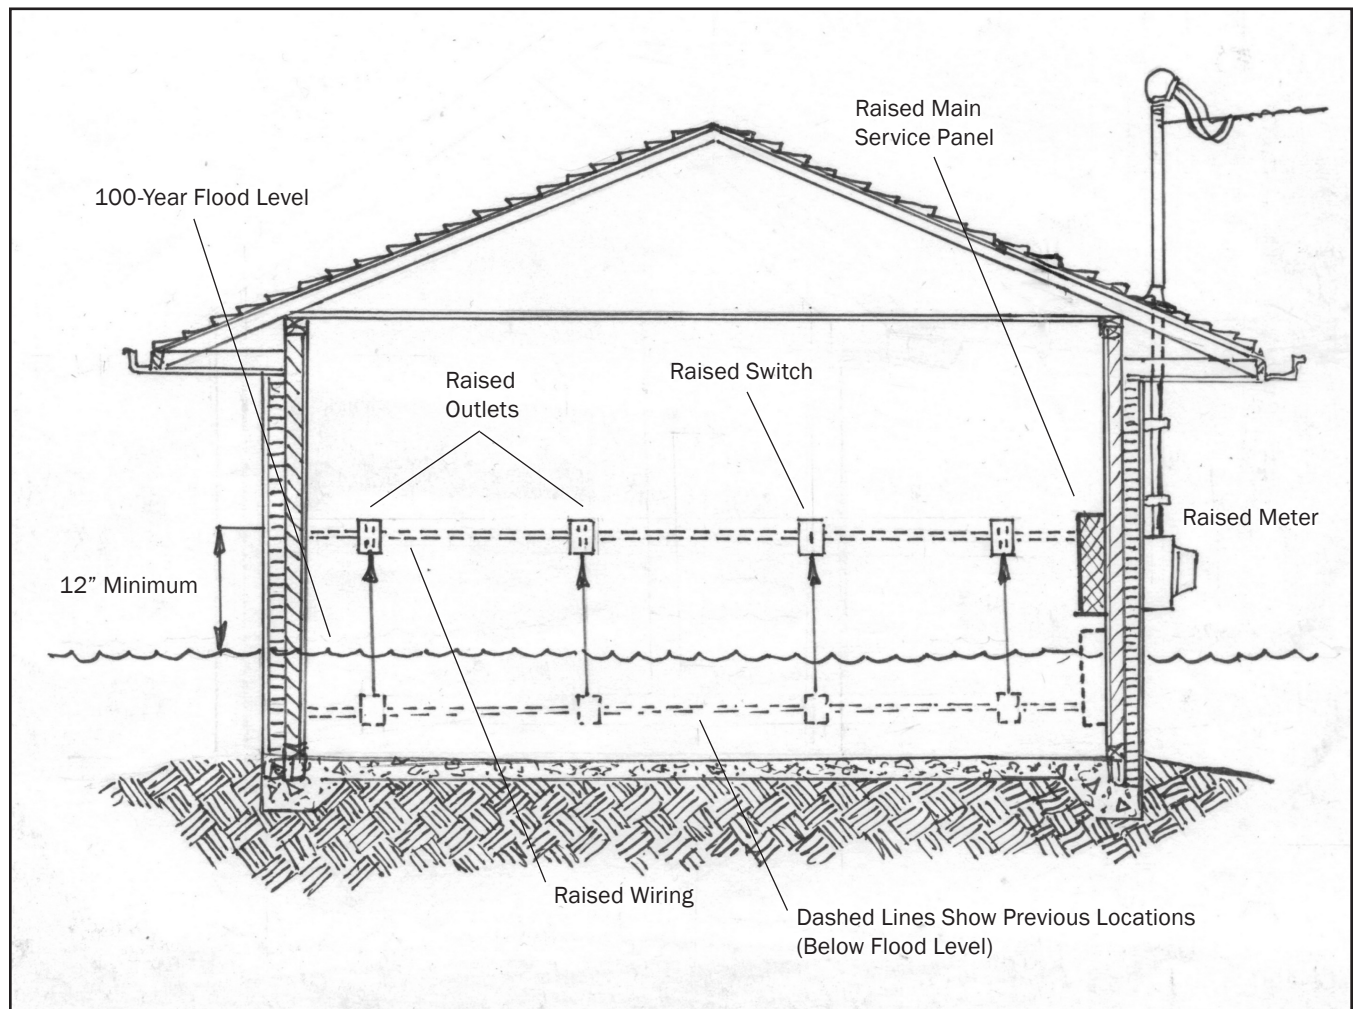 Raised Main
Service Panel
100-Year Flood Level
Raised
Outlets
Raised Switch
Raised Meter
12” Minimum
Raised Wiring
Dashed Lines Show Previous Locations
(Below Flood Level)